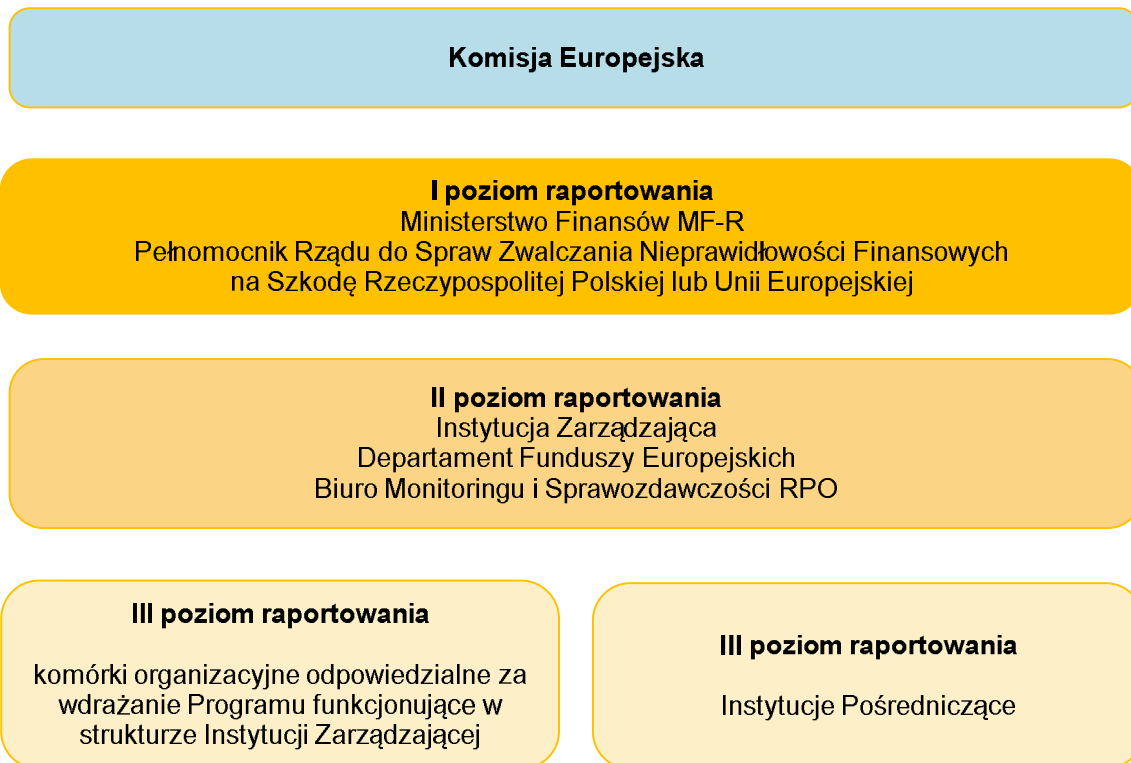 Komisja Europejska
I poziom raportowania
Ministerstwo Finansów MF-R
Pełnomocnik Rządu do Spraw Zwalczania Nieprawidłowości Finansowych
na Szkodę Rzeczypospolitej Polskiej lub Unii Europejskiej
II poziom raportowania
Instytucja Zarządzająca
Departament Funduszy Europejskich
Biuro Monitoringu i Sprawozdawczości RPO
III poziom raportowania
komórki organizacyjne odpowiedzialne za
wdrażanie Programu funkcjonujące w
strukturze Instytucji Zarządzającej
III poziom raportowania
Instytucje Pośredniczące